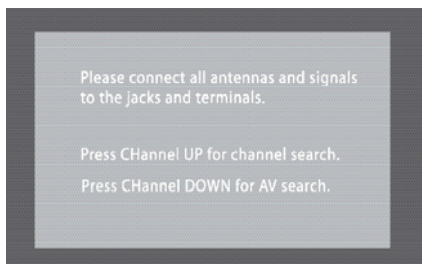 Please connect all antennas and signals
to the jacks and terminals.
Press CHannel UP for channel search.
Press CHannel DOWN for AV search.